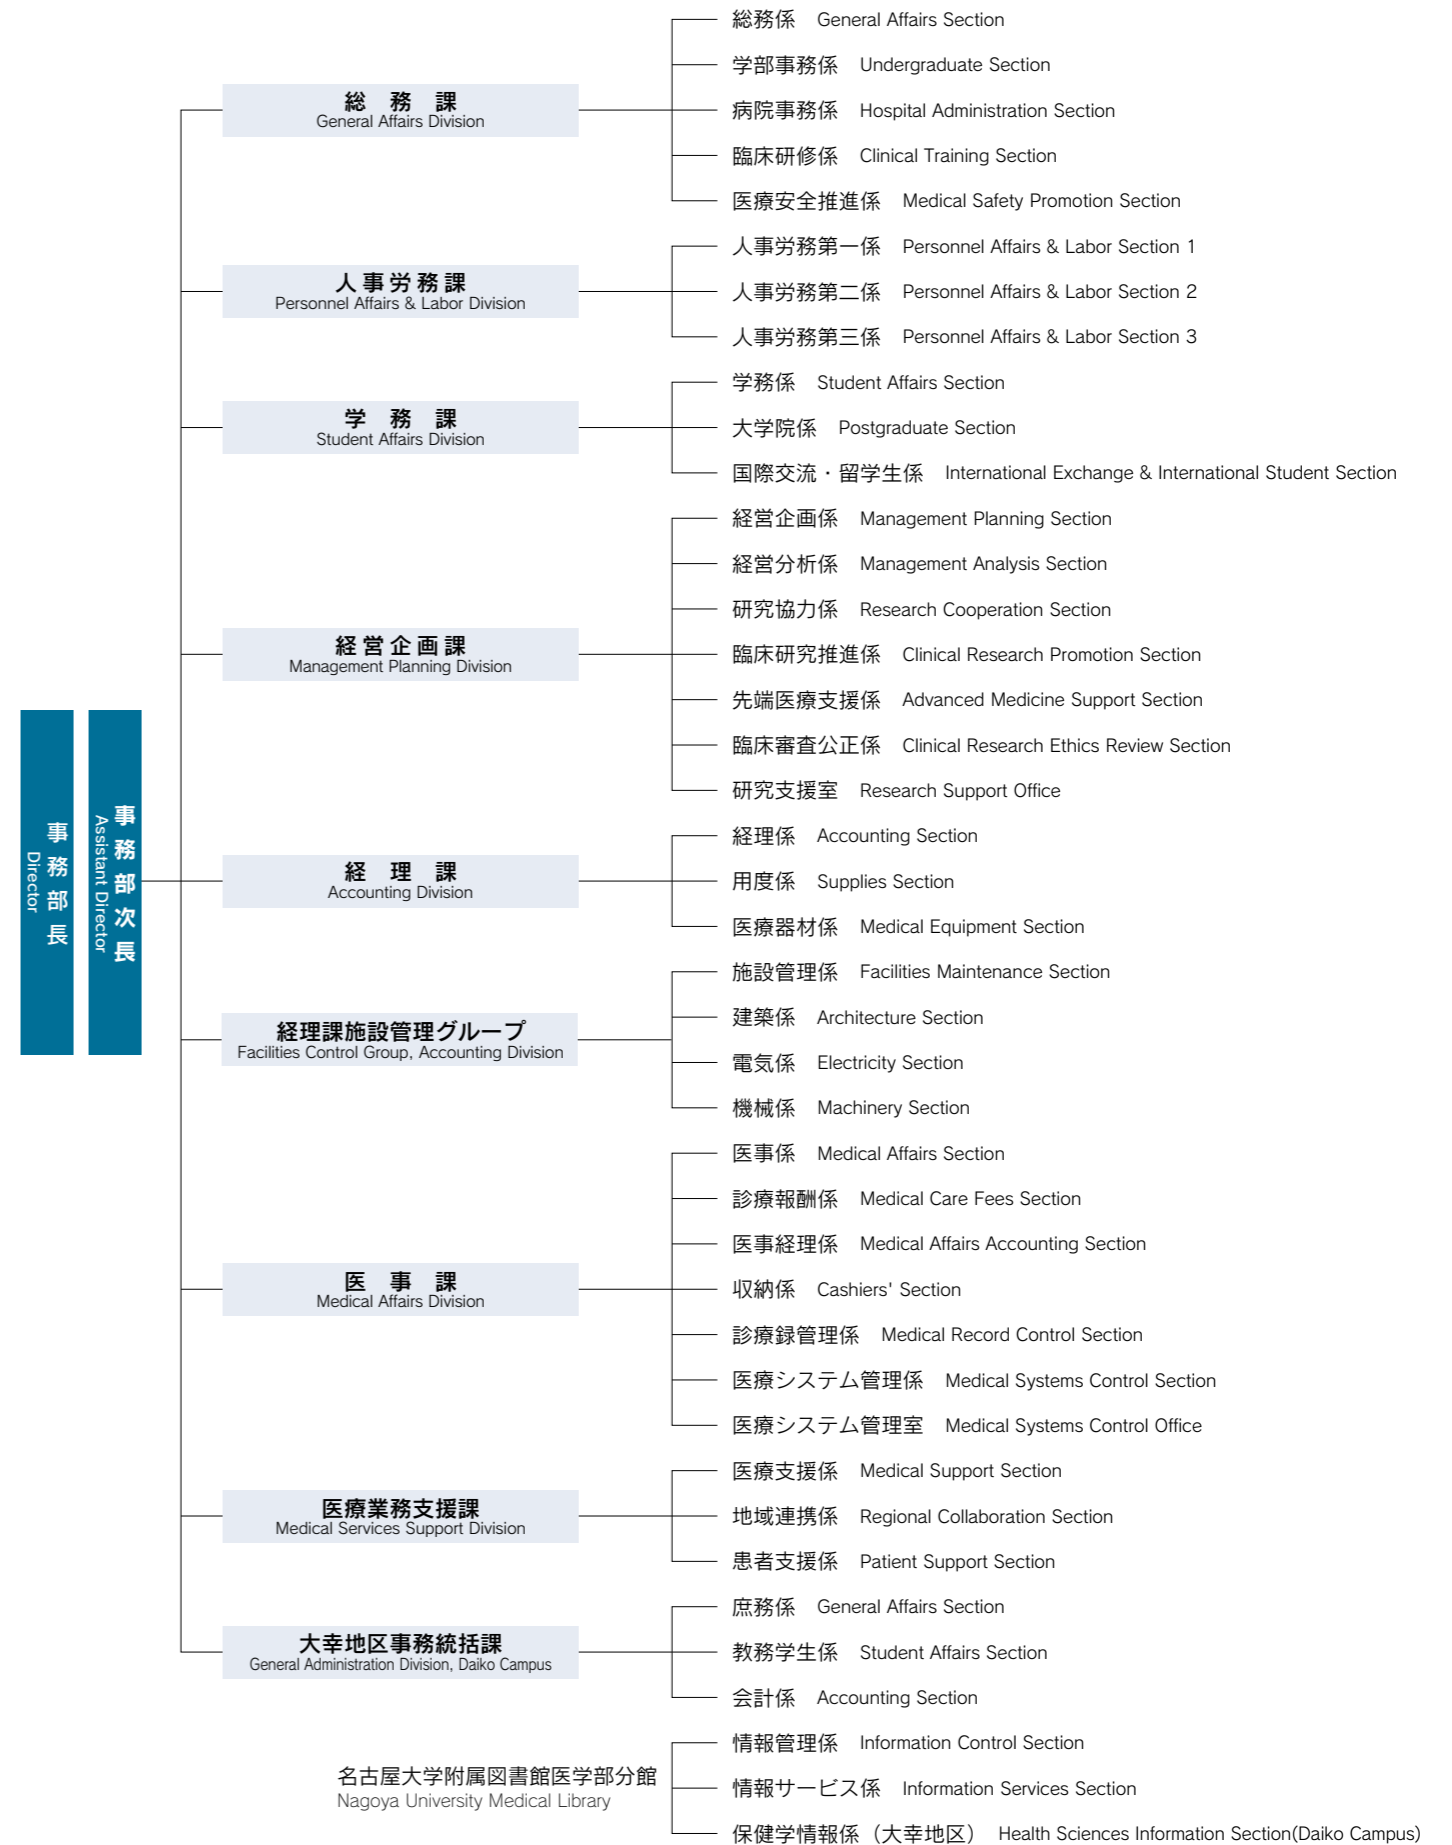 事務部長
Director
事務部次長
Assistant Director
総務課
General Affairs Division
総務係 General Affairs Section
学部事務係 Undergraduate Section
病院事務係 Hospital Administration Section
臨床研修係 Clinical Training Section
医療安全推進係 Medical Safety Promotion Section
人事労務課
Personnel Affairs & Labor Division
人事労務第一係 Personnel Affairs & Labor Section 1
人事労務第二係 Personnel Affairs & Labor Section 2
人事労務第三係 Personnel Affairs & Labor Section 3
学務課
Student Affairs Division
学務係 Student Affairs Section
大学院係 Postgraduate Section
国際交流・留学生係 International Exchange & International Student Section
経営企画課
Management Planning Division
経営企画係 Management Planning Section
経営分析係 Management Analysis Section
研究協力係 Research Cooperation Section
臨床研究推進係 Clinical Research Promotion Section
先端医療支援係 Advanced Medicine Support Section
臨床審査公正係 Clinical Research Ethics Review Section
研究支援室 Research Support Office
経理課
Accounting Division
経理係 Accounting Section
用度係 Supplies Section
医療器材係 Medical Equipment Section
経理課施設管理グループ
Facilities Control Group, Accounting Division
施設管理係 Facilities Maintenance Section
建築係 Architecture Section
電気係 Electricity Section
機械係 Machinery Section
医事課
Medical Affairs Division
医事係 Medical Affairs Section
診療報酬係 Medical Care Fees Section
医事経理係 Medical Affairs Accounting Section
収納係 Cashiers' Section
診療録管理係 Medical Record Control Section
医療システム管理係 Medical Systems Control Section
医療システム管理室 Medical Systems Control Office
医療業務支援課
Medical Services Support Division
医療支援係 Medical Support Section
地域連携係 Regional Collaboration Section
患者支援係 Patient Support Section
大幸地区事務統括課
General Administration Division, Daiko Campus
庶務係 General Affairs Section
教務学生係 Student Affairs Section
会計係 Accounting Section
名古屋大学附属図書館医学部分館
Nagoya University Medical Library
情報管理係 Information Control Section
情報サービス係 Information Services Section
保健学情報係（大幸地区） Health Sciences Information Section(Daiko Campus)